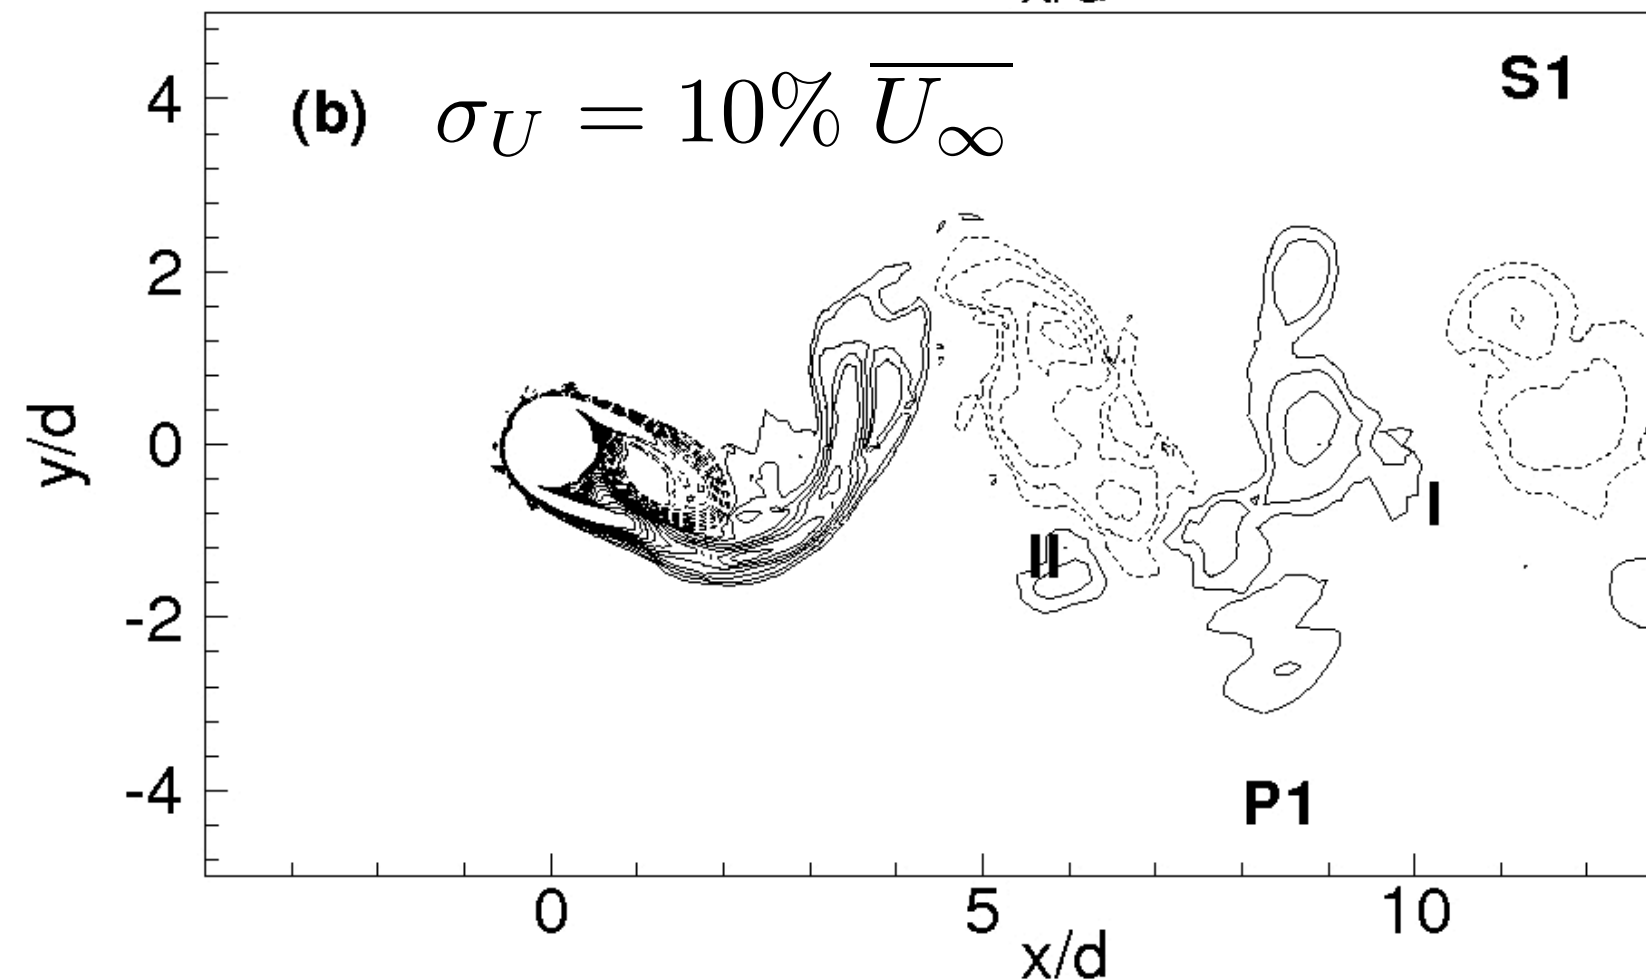 (b) σ_U = 10% \overline{U_∞}
S1
4
2
0
-2
-4
y/d
II
I
P1
0 5 10
x/d